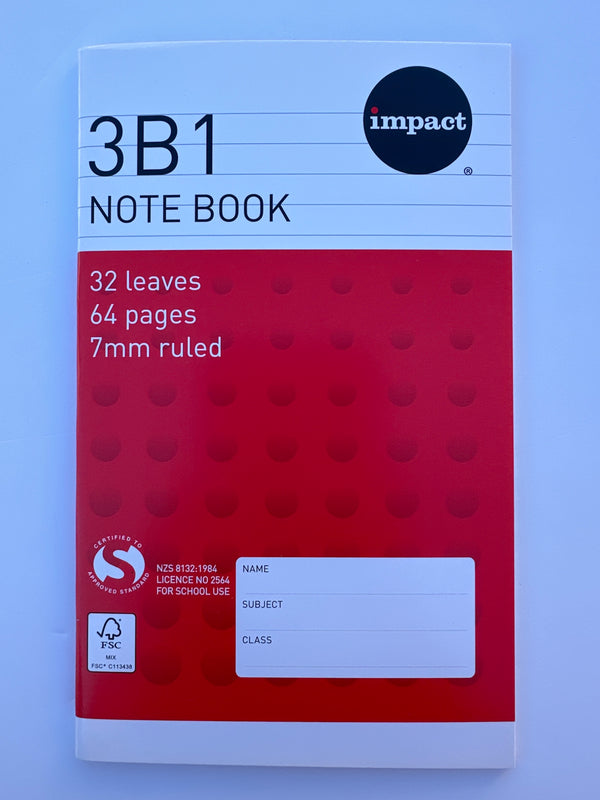 impact
®
3B1
NOTE BOOK
32 leaves
64 pages
7mm ruled
CERTIFIED TO
S
APPROVED STANDARD
NZS 8132:1984
LICENCE NO 2564
FOR SCHOOL USE
FSC
MIX
FSC® C113438
NAME
SUBJECT
CLASS